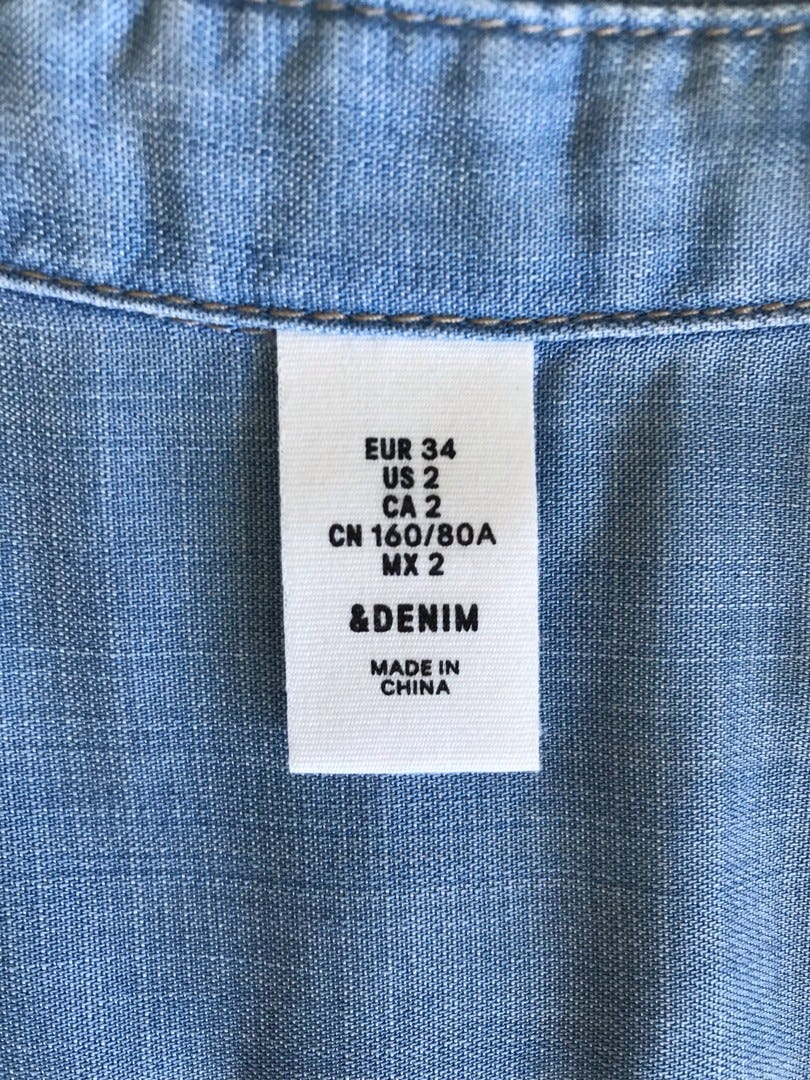 EUR 34
US 2
CA 2
CN 160/80A
MX 2
&DENIM
MADE IN
CHINA